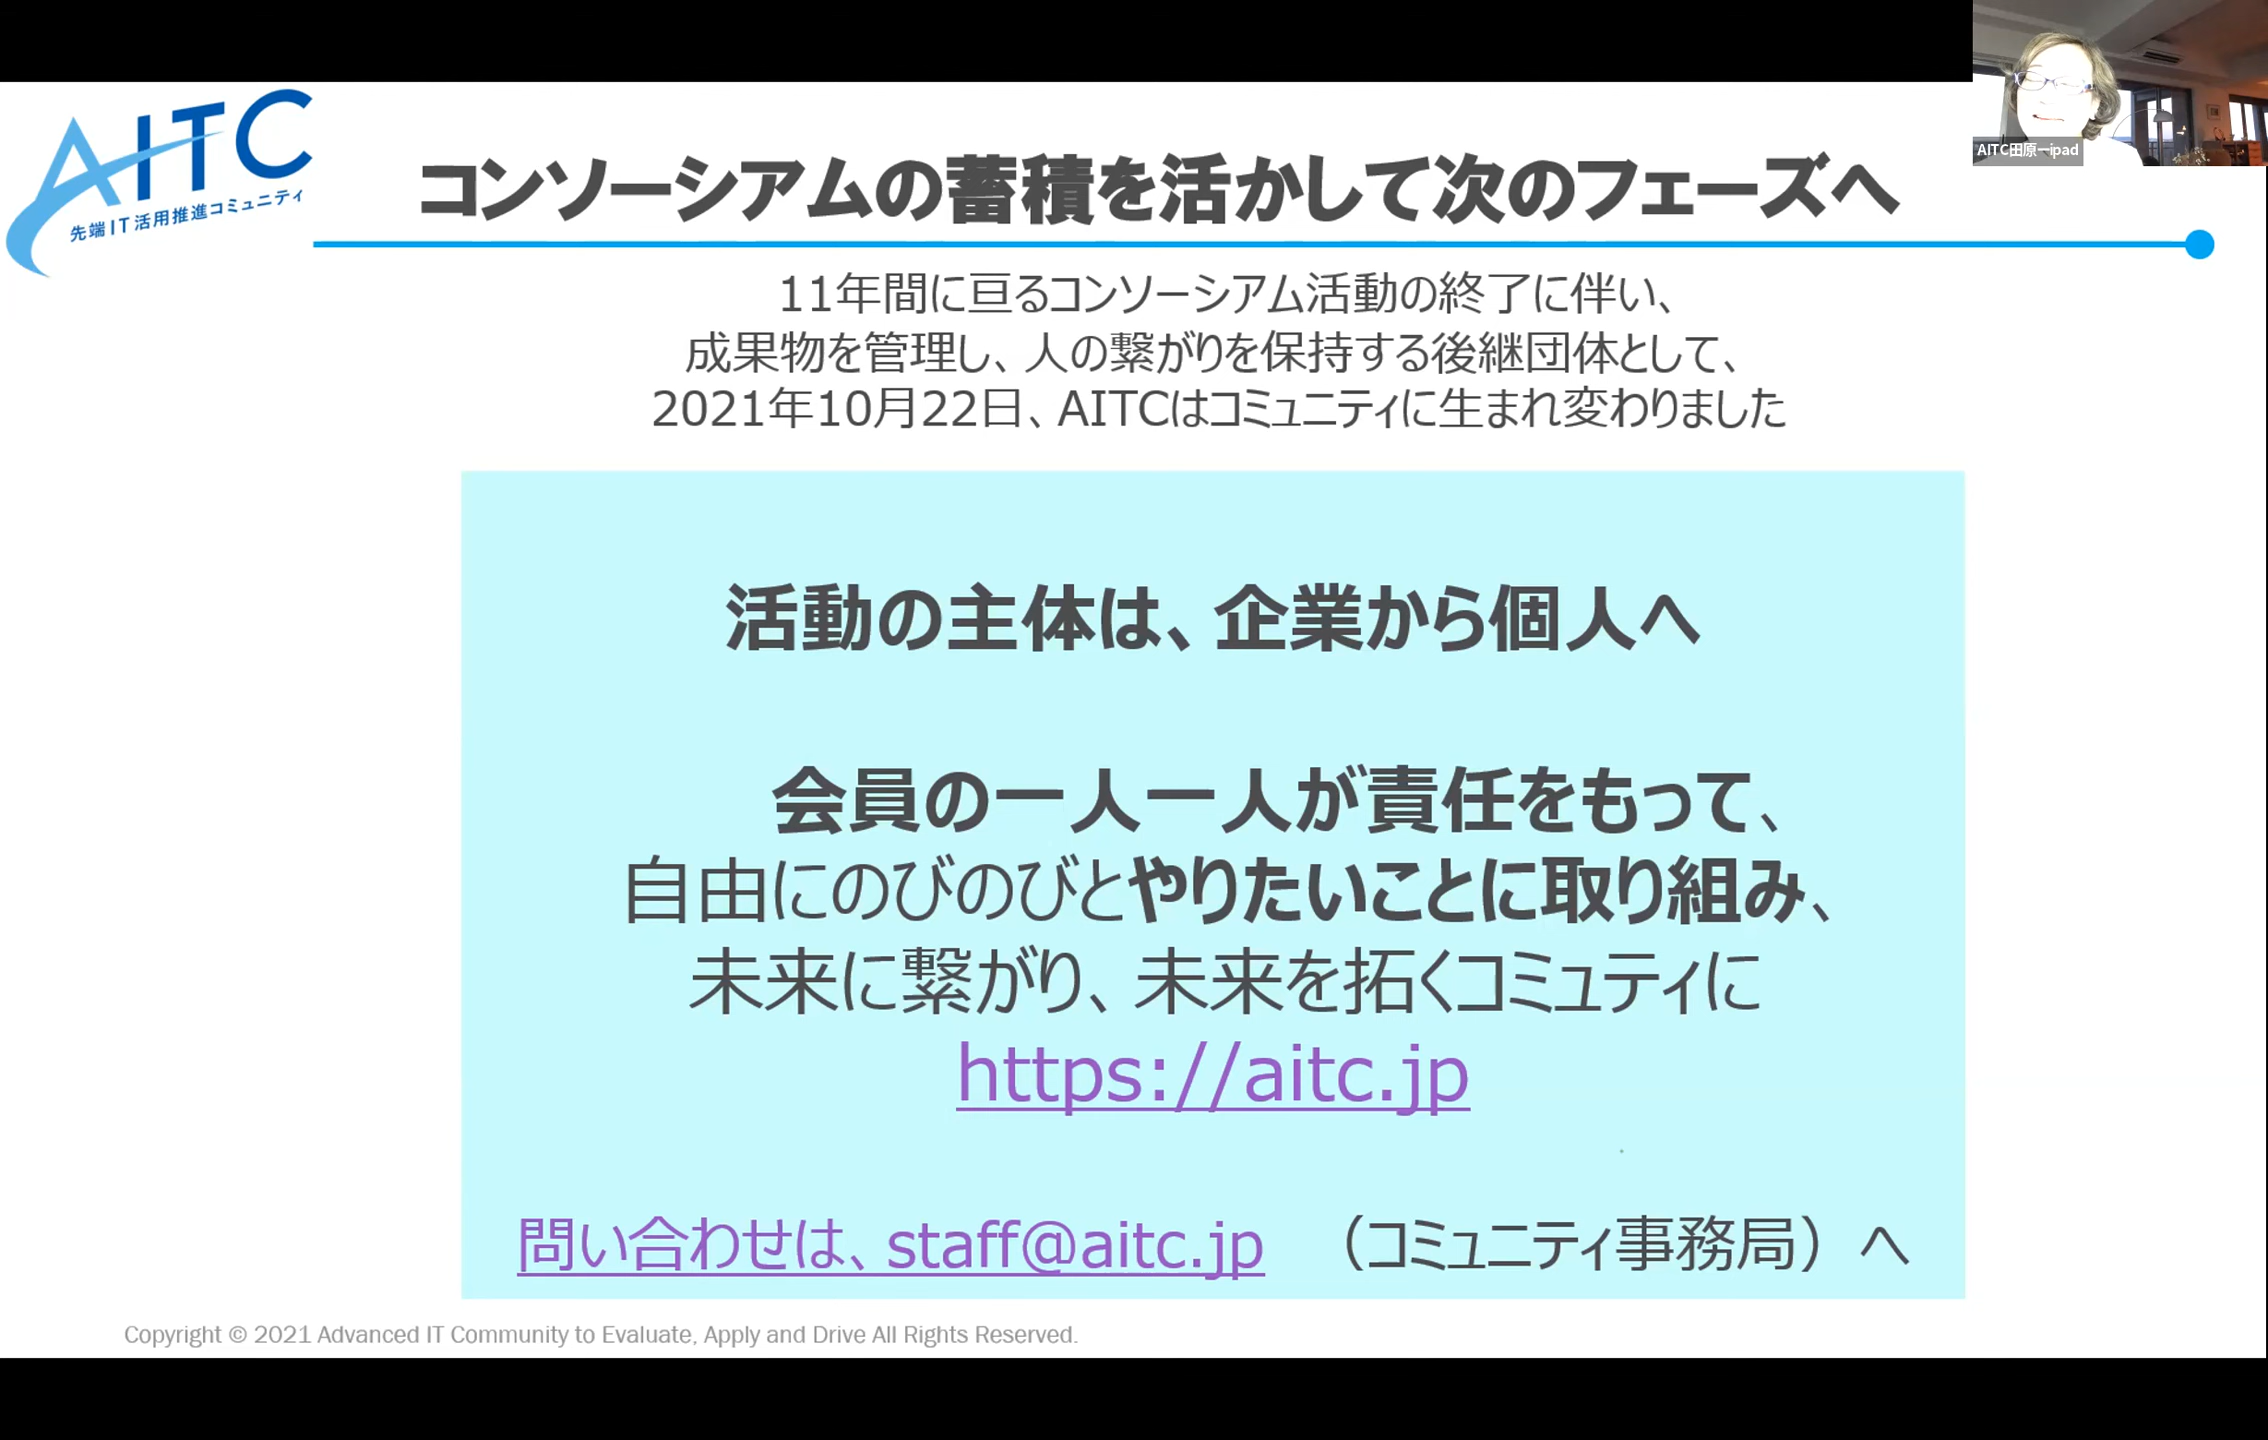 AITC
先端IT活用推進コミュニティ
AITC田原ーipad
コンソーシアムの蓄積を活かして次のフェーズへ
11年間に亘るコンソーシアム活動の終了に伴い、
成果物を管理し、人の繋がりを保持する後継団体として、
2021年10月22日、AITCはコミュニティに生まれ変わりました
活動の主体は、企業から個人へ
会員の一人一人が責任をもって、
自由にのびのびとやりたいことに取り組み、
未来に繋がり、未来を拓くコミュティに
https://aitc.jp
問い合わせは、staff@aitc.jp （コミュニティ事務局）へ
Copyright © 2021 Advanced IT Community to Evaluate, Apply and Drive All Rights Reserved.